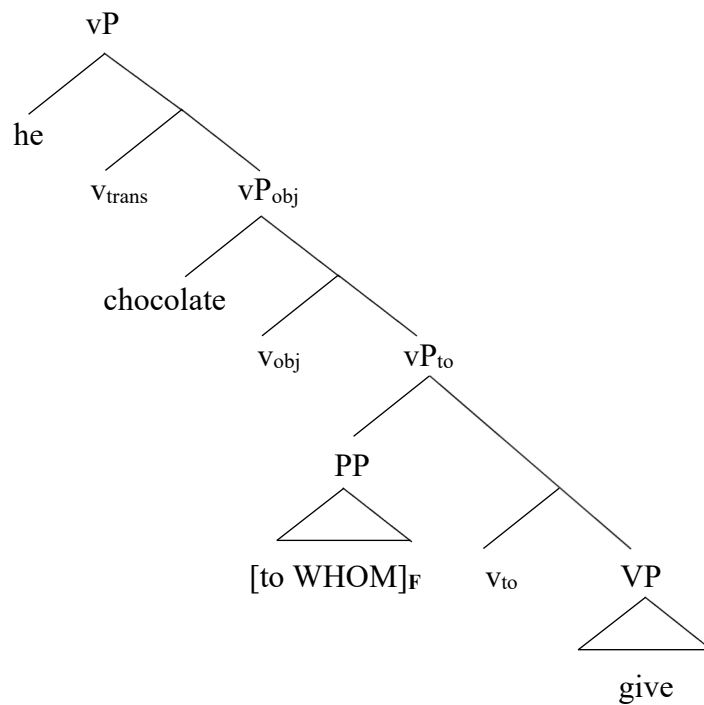 vP
he
vtrans vPobj
chocolate
vobj vPto
PP
[to WHOM]F vto VP
give